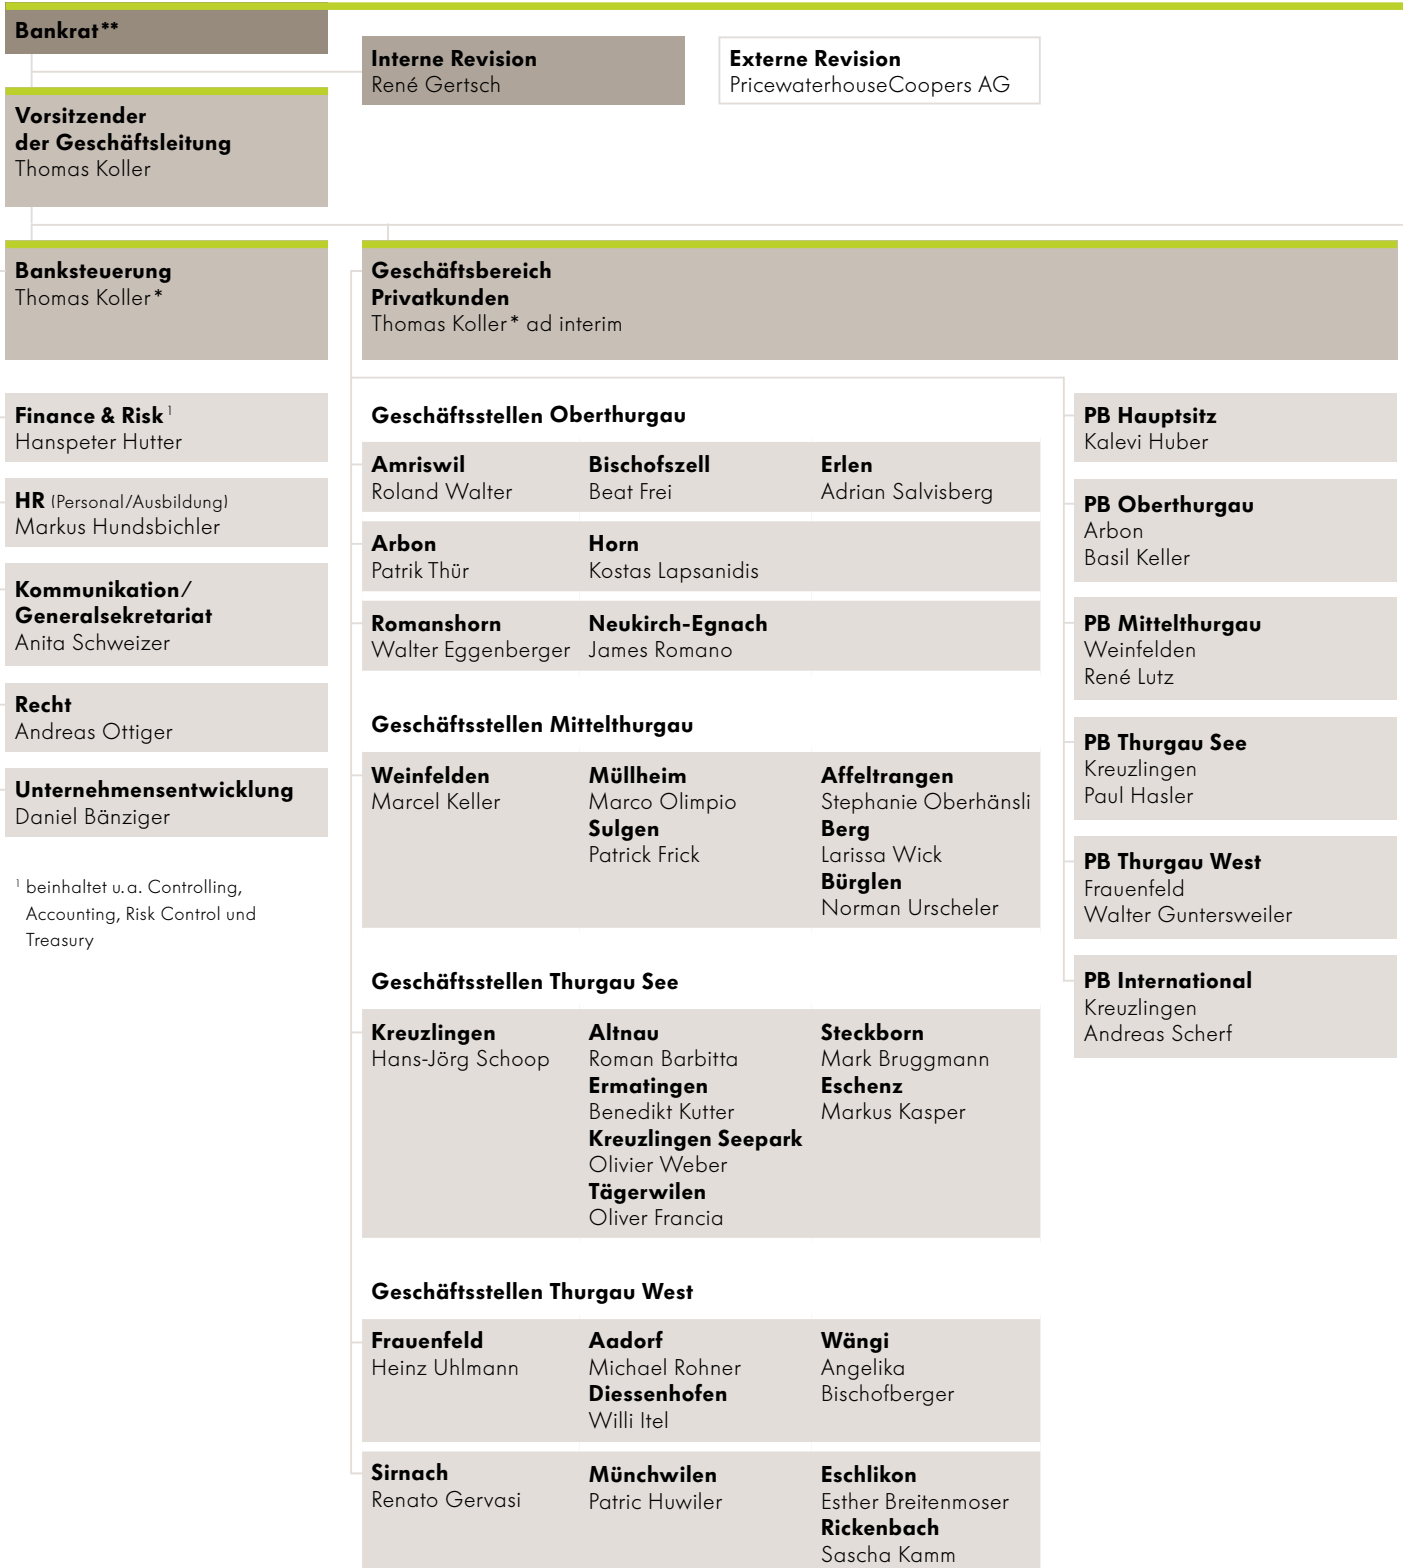 Bankrat**
Interne Revision
René Gertsch
Externe Revision
PricewaterhouseCoopers AG
Vorsitzender
der Geschäftsleitung
Thomas Koller
Banksteuerung
Thomas Koller*
Geschäftsbereich
Privatkunden
Thomas Koller* ad interim
Finance & Risk¹
Hanspeter Hutter
HR (Personal/Ausbildung)
Markus Hundsbichler
Kommunikation/
Generalsekretariat
Anita Schweizer
Recht
Andreas Ottiger
Unternehmensentwicklung
Daniel Bänziger
¹ beinhaltet u.a. Controlling,
Accounting, Risk Control und
Treasury
Geschäftsstellen Oberthurgau
Amriswil
Roland Walter
Bischofszell
Beat Frei
Erlen
Adrian Salvisberg
Arbon
Patrik Thür
Horn
Kostas Lapsanidis
Romanshorn
Walter Eggenberger
Neukirch-Egnach
James Romano
Geschäftsstellen Mittelthurgau
Weinfelden
Marcel Keller
Müllheim
Marco Olimpio
Sulgen
Patrick Frick
Affeltrangen
Stephanie Oberhänsli
Berg
Larissa Wick
Bürglen
Norman Urscheler
Geschäftsstellen Thurgau See
Kreuzlingen
Hans-Jörg Schoop
Altnau
Roman Barbitta
Ermatingen
Benedikt Kutter
Kreuzlingen Seepark
Olivier Weber
Tägerwilen
Oliver Francia
Steckborn
Mark Bruggmann
Eschenz
Markus Kasper
Geschäftsstellen Thurgau West
Frauenfeld
Heinz Uhlmann
Aadorf
Michael Rohner
Diessenhofen
Willi Itel
Wängi
Angelika
Bischofberger
Sirnach
Renato Gervasi
Münchwilen
Patric Huwiler
Eschlikon
Esther Breitenmoser
Rickenbach
Sascha Kamm
PB Hauptsitz
Kalevi Huber
PB Oberthurgau
Arbon
Basil Keller
PB Mittelthurgau
Weinfelden
René Lutz
PB Thurgau See
Kreuzlingen
Paul Hasler
PB Thurgau West
Frauenfeld
Walter Guntersweiler
PB International
Kreuzlingen
Andreas Scherf